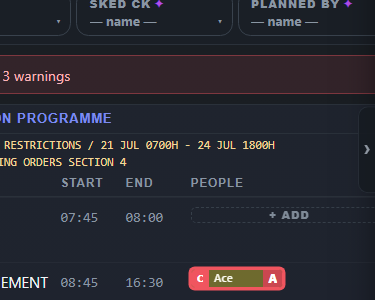 SKED CK ✦ PLANNED BY ✦
— name — — name —
3 warnings
ON PROGRAMME
RESTRICTIONS / 21 JUL 0700H - 24 JUL 1800H
ING ORDERS SECTION 4
START END PEOPLE
07:45 08:00 + ADD
EMENT 08:45 16:30 C Ace A